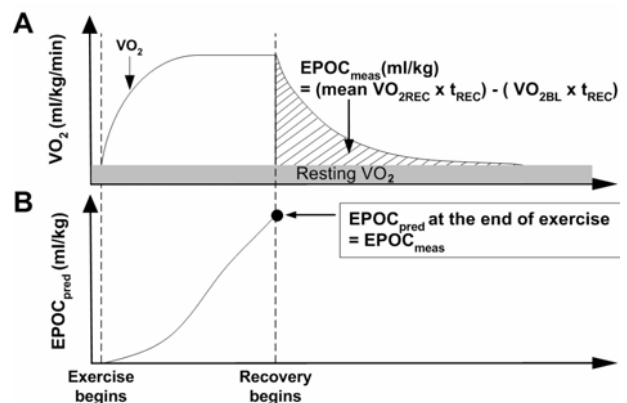 A
VO₂ (ml/kg/min)
VO₂
EPOCmeas(ml/kg)
= (mean VO₂REC x tREC) - ( VO₂BL x tREC)
Resting VO₂
B
EPOCpred (ml/kg)
EPOCpred at the end of exercise
= EPOCmeas
Exercise
begins
Recovery
begins